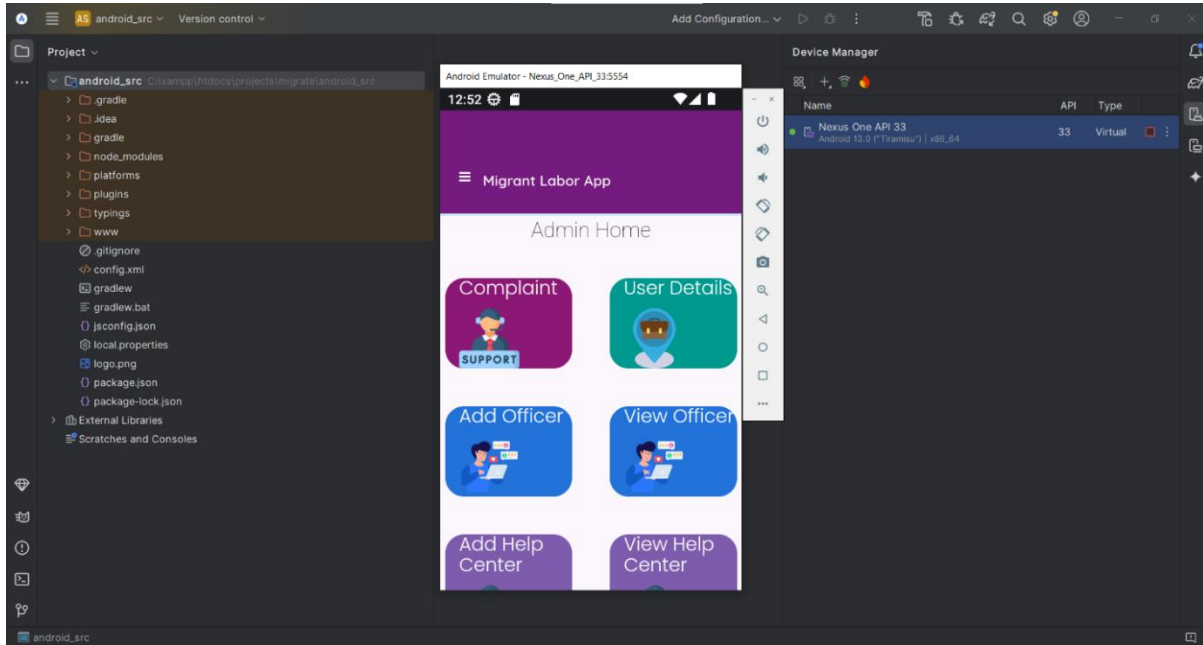 AS android_src Version control Add Configuration...
Project
android_src C:\xampp\htdocs\projects\migrate\android_src
.gradle
.idea
gradle
node_modules
platforms
plugins
typings
www
.gitignore
config.xml
gradlew
gradlew.bat
jsconfig.json
local.properties
logo.png
package.json
package-lock.json
External Libraries
Scratches and Consoles
Android Emulator - Nexus_One_API_33:5554
12:52
Migrant Labor App
Admin Home
Complaint User Details
SUPPORT
Add Officer View Officer
Add Help View Help
Center Center
Device Manager
Name API Type
Nexus One API 33 33 Virtual
Android 13.0 ("Tiramisu") | x86_64
android_src